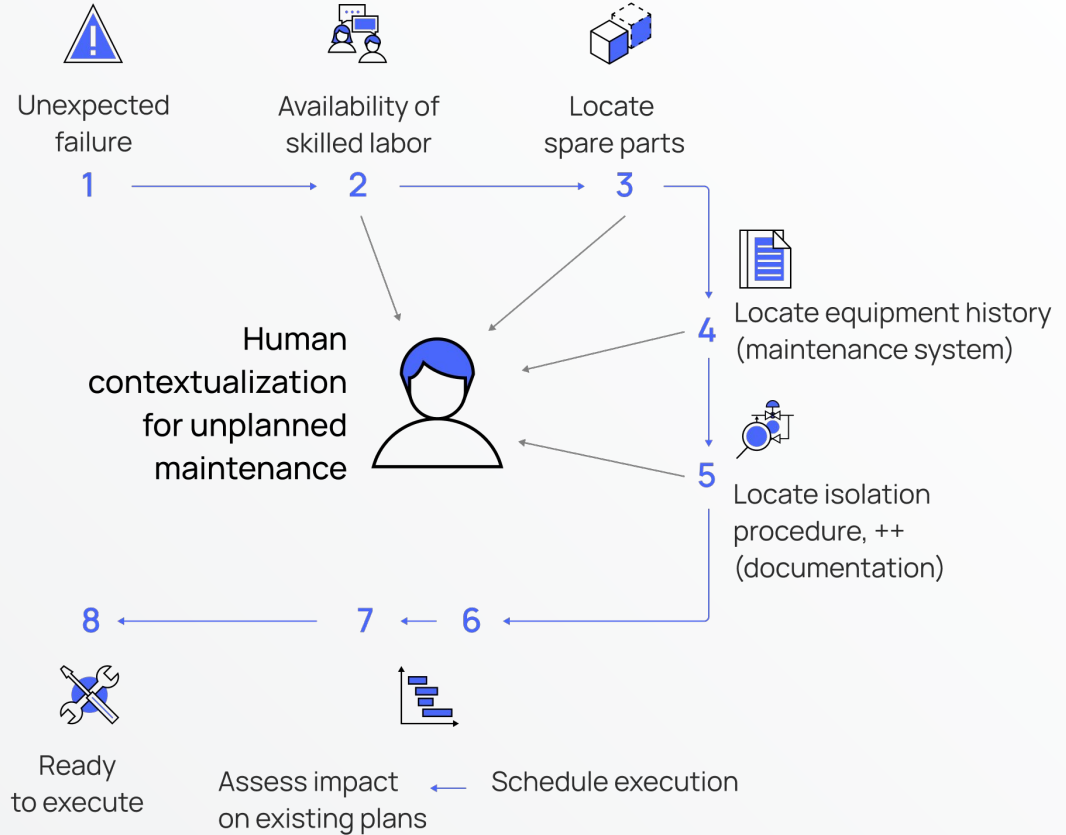 Unexpected
failure
Availability of
skilled labor
Locate
spare parts
1
2
3
4
Locate equipment history
(maintenance system)
Human
contextualization
for unplanned
maintenance
5
Locate isolation
procedure, ++
(documentation)
8
7
6
Ready
to execute
Assess impact
on existing plans
Schedule execution